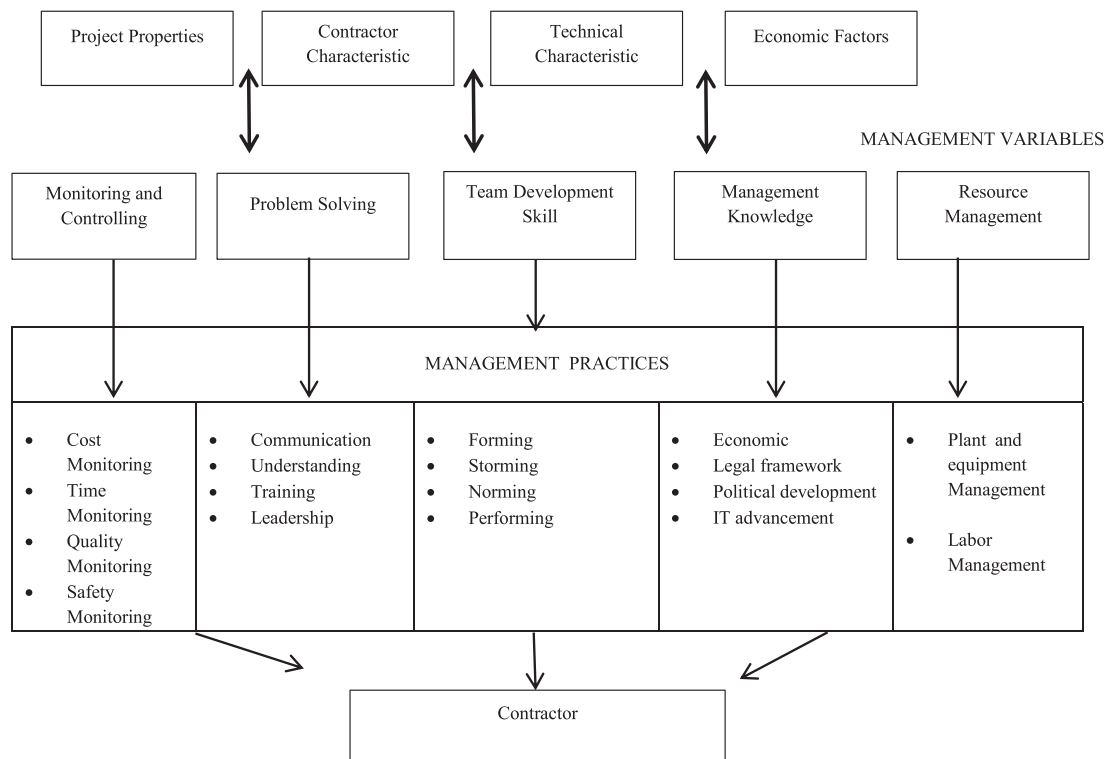 Project Properties
Contractor
Characteristic
Technical
Characteristic
Economic Factors
MANAGEMENT VARIABLES
Monitoring and
Controlling
Problem Solving
Team Development
Skill
Management
Knowledge
Resource
Management
MANAGEMENT PRACTICES
• Cost
Monitoring
• Time
Monitoring
• Quality
Monitoring
• Safety
Monitoring
• Communication
• Understanding
• Training
• Leadership
• Forming
• Storming
• Norming
• Performing
• Economic
• Legal framework
• Political development
• IT advancement
• Plant and
equipment
Management
• Labor
Management
Contractor